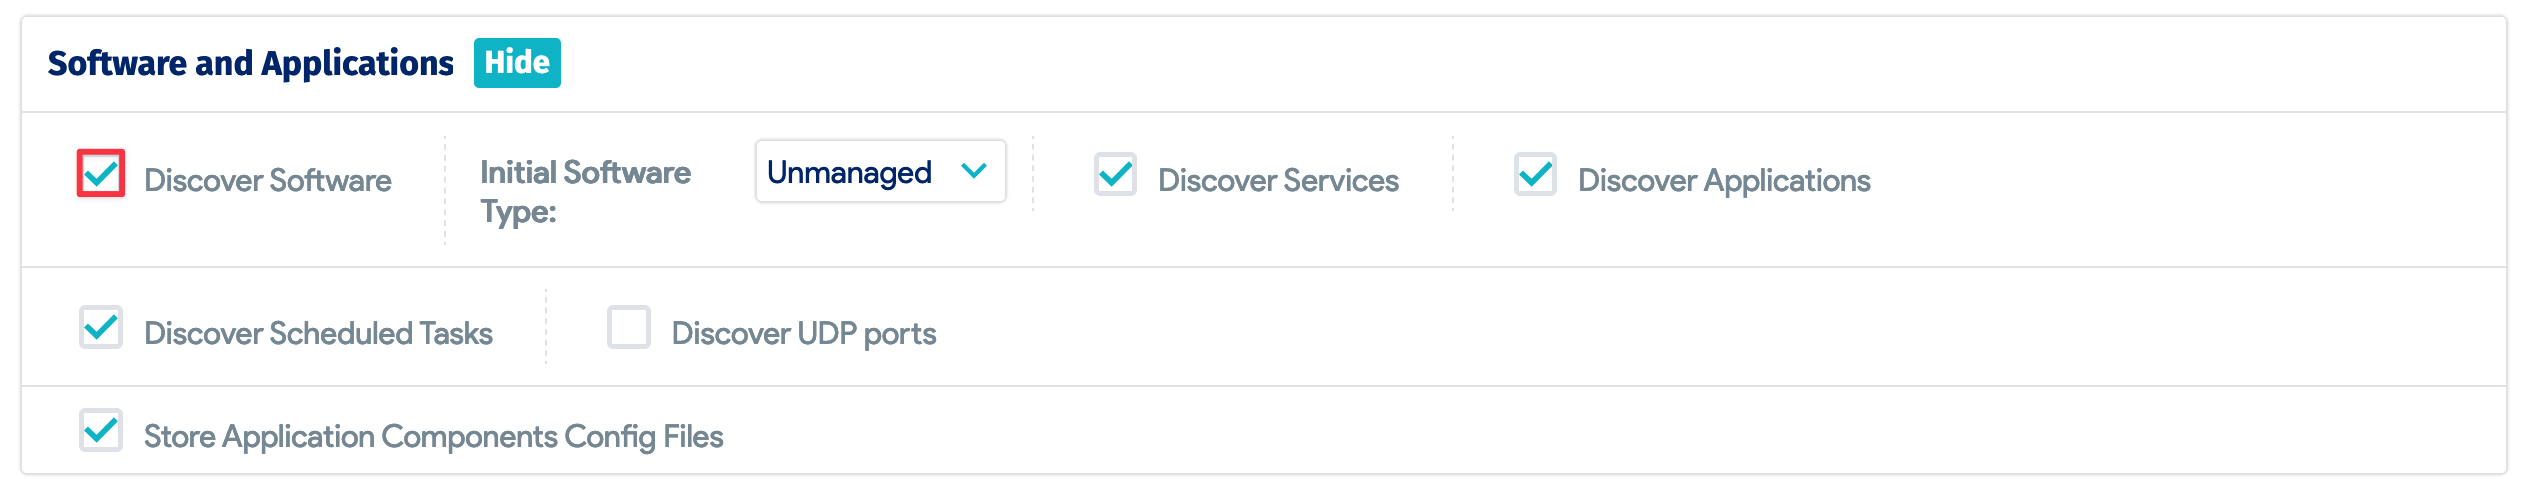 Software and Applications Hide
Discover Software
Initial Software
Type:
Unmanaged
Discover Services
Discover Applications
Discover Scheduled Tasks
Discover UDP ports
Store Application Components Config Files